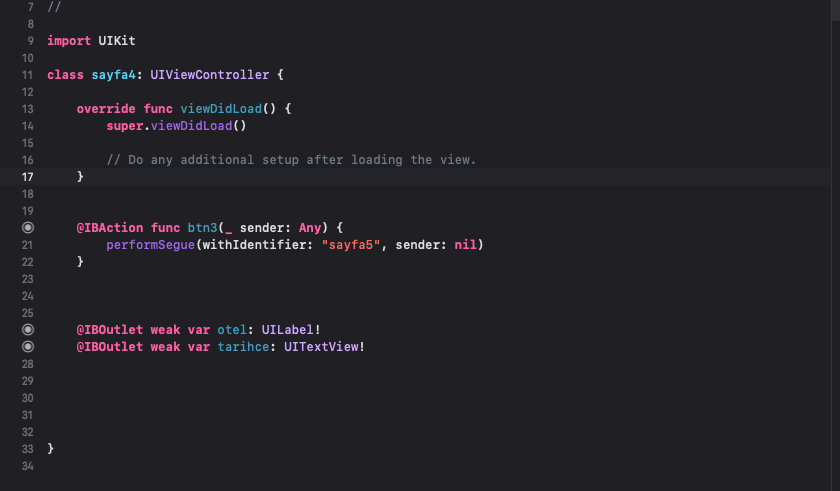 7 //
8
9 import UIKit
10
11 class sayfa4: UIViewController {
12
13     override func viewDidLoad() {
14         super.viewDidLoad()
15
16         // Do any additional setup after loading the view.
17     }
18
19
    @IBAction func btn3(_ sender: Any) {
21         performSegue(withIdentifier: "sayfa5", sender: nil)
22     }
23
24
25
    @IBOutlet weak var otel: UILabel!
    @IBOutlet weak var tarihce: UITextView!
28
29
30
31
32
33 }
34